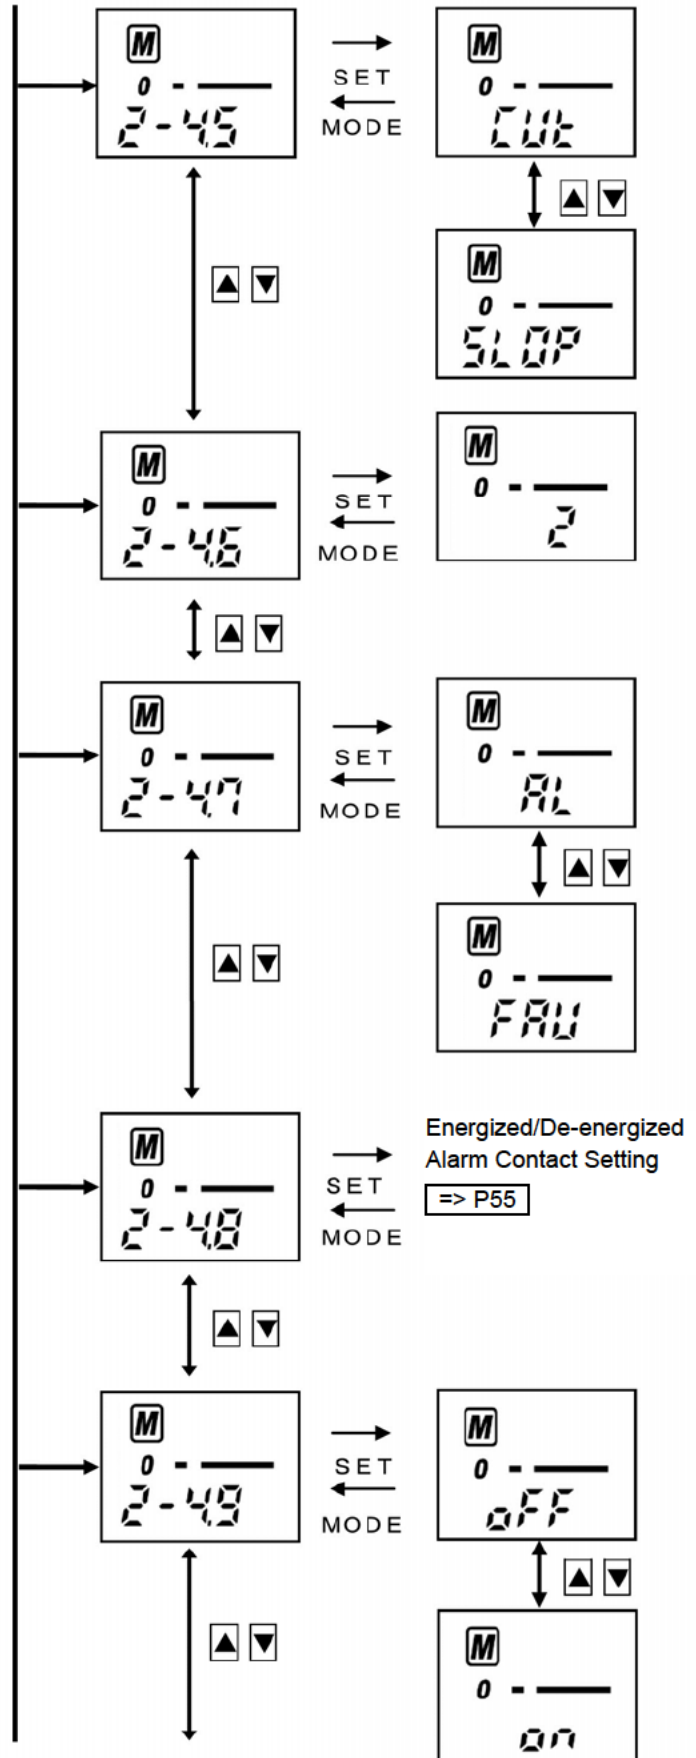 M M
0 - — SET 0 - —
2-4.5 MODE CUt
▲ ▼
M
▲ ▼ 0 - —
SLOP
M M
0 - — SET 0 - —
2-4.6 MODE 2
▲ ▼
M M
0 - — SET 0 - —
2-4.7 MODE AL
▲ ▼
M
▲ ▼ 0 - —
FAU
M Energized/De-energized
Alarm Contact Setting
0 - — SET => P55
2-4.8 MODE
▲ ▼
M M
0 - — SET 0 - —
2-4.9 MODE oFF
▲ ▼
M
▲ ▼ 0 - —
on